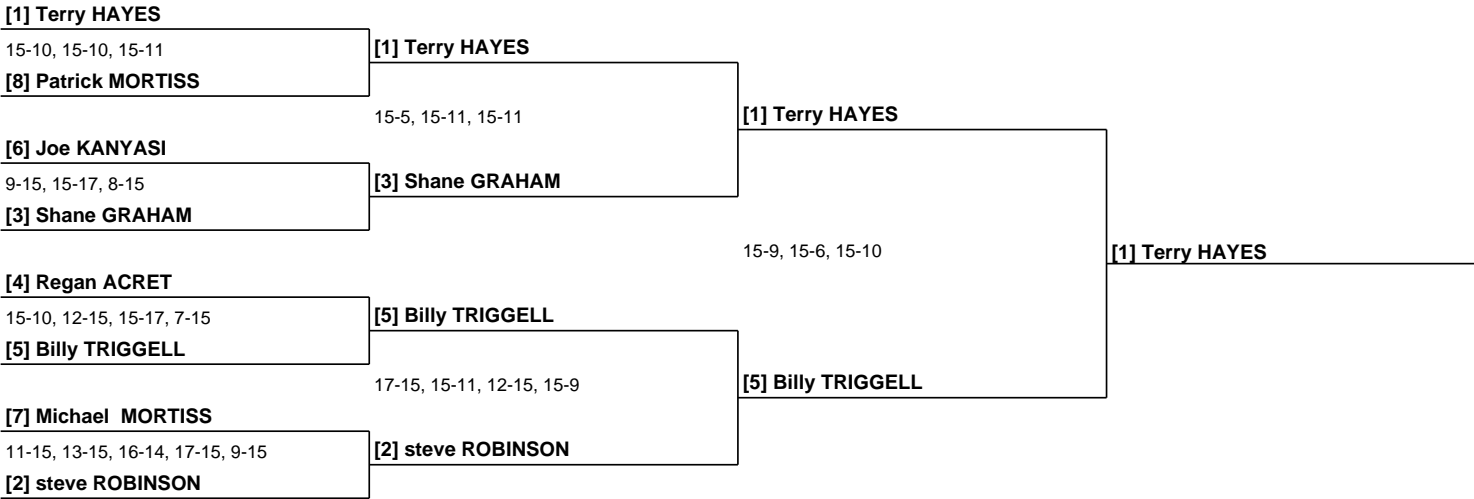 [1] Terry HAYES
15-10, 15-10, 15-11
[1] Terry HAYES
[8] Patrick MORTISS
15-5, 15-11, 15-11
[1] Terry HAYES
[6] Joe KANYASI
9-15, 15-17, 8-15
[3] Shane GRAHAM
[3] Shane GRAHAM
15-9, 15-6, 15-10
[1] Terry HAYES
[4] Regan ACRET
15-10, 12-15, 15-17, 7-15
[5] Billy TRIGGELL
[5] Billy TRIGGELL
17-15, 15-11, 12-15, 15-9
[5] Billy TRIGGELL
[7] Michael  MORTISS
11-15, 13-15, 16-14, 17-15, 9-15
[2] steve ROBINSON
[2] steve ROBINSON